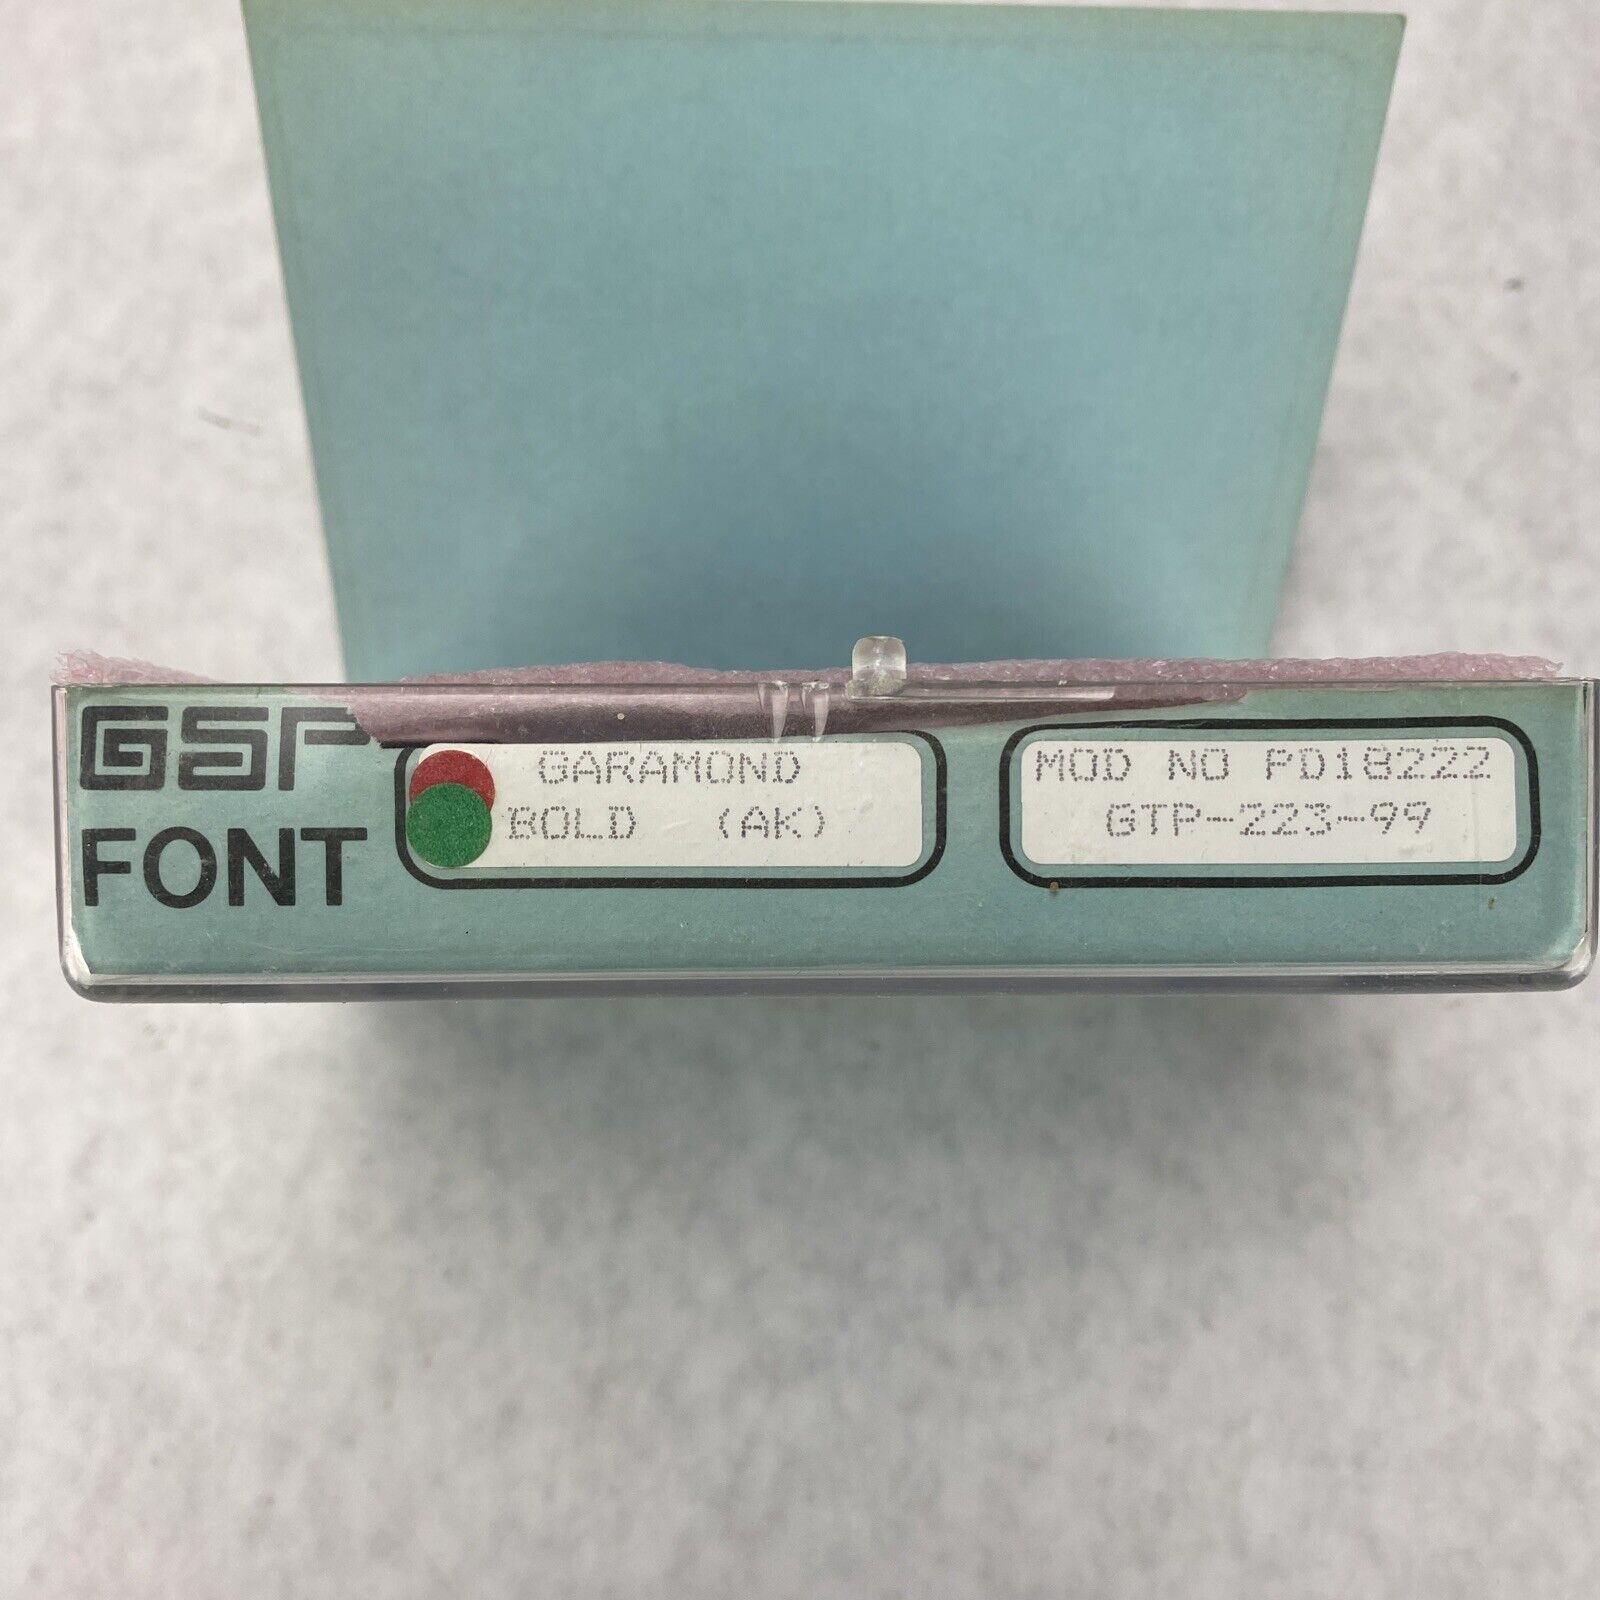 GSP
FONT
GARAMOND
BOLD (AK)
MOD NO PD18222
GTP-223-99